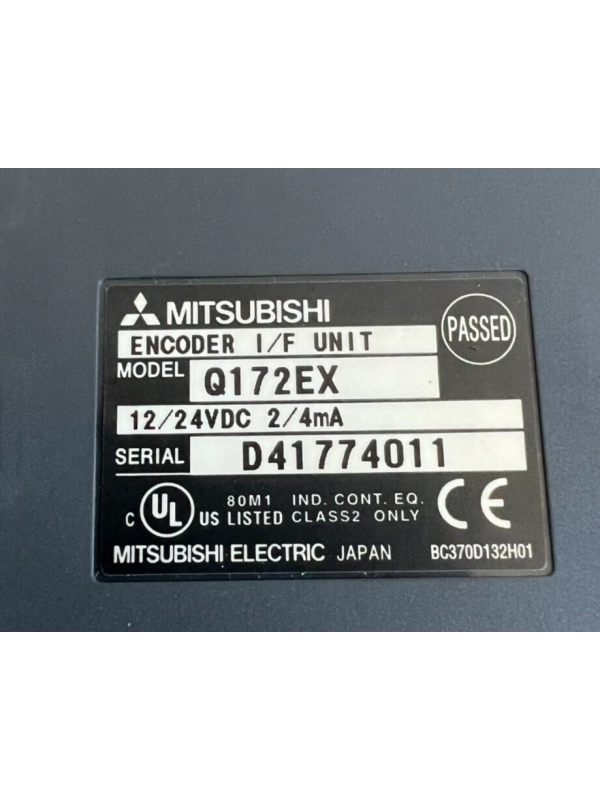 MITSUBISHI
PASSED
ENCODER I/F UNIT
MODEL Q172EX
12/24VDC 2/4mA
SERIAL D41774011
C UL US LISTED 80M1 IND. CONT. EQ.
CLASS2 ONLY
CE
MITSUBISHI ELECTRIC JAPAN BC370D132H01